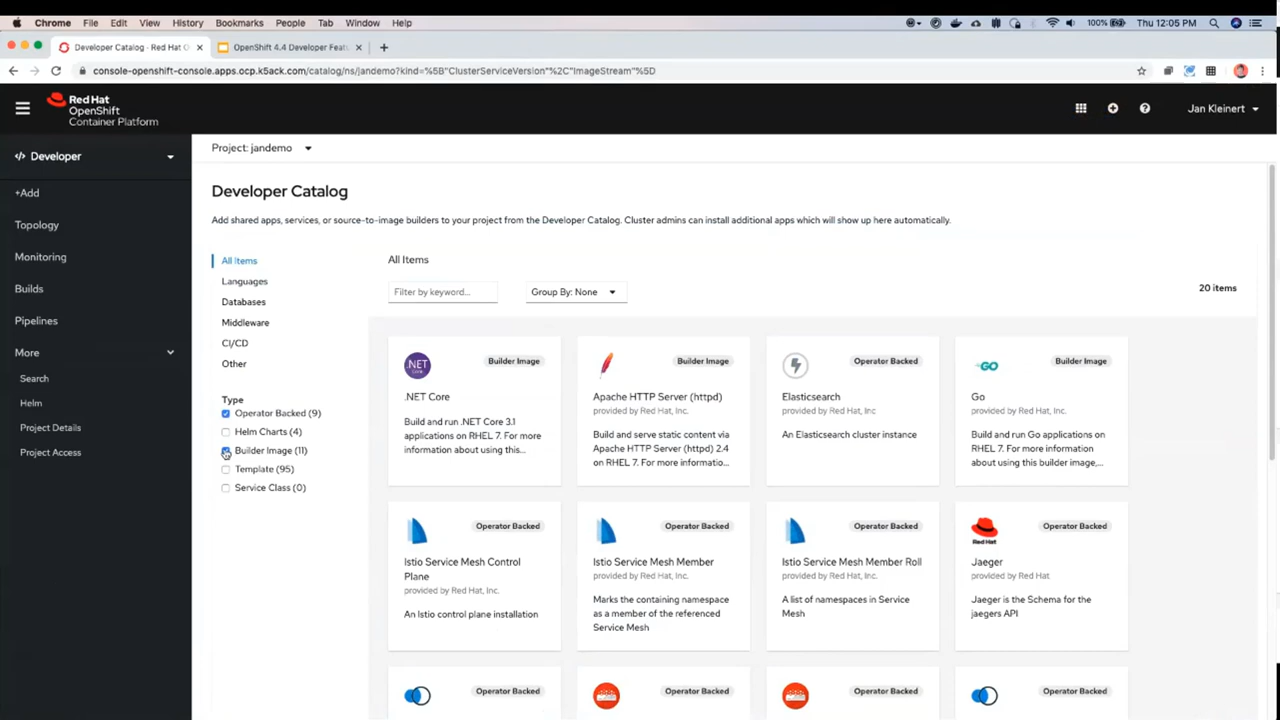 Chrome File Edit View History Bookmarks People Tab Window Help 100% Thu 12:05 PM
Developer Catalog - Red Hat O OpenShift 4.4 Developer Feat
console-openshift-console.apps.ocp.k5ack.com/catalog/ns/jandemo?kind=%5B"ClusterServiceVersion"%2C"ImageStream"%5D
Red Hat
OpenShift
Container Platform
Jan Kleinert
</> Developer
+Add
Topology
Monitoring
Builds
Pipelines
More
Search
Helm
Project Details
Project Access
Project: jandemo
Developer Catalog
Add shared apps, services, or source-to-image builders to your project from the Developer Catalog. Cluster admins can install additional apps which will show up here automatically.
All Items
Languages
Databases
Middleware
CI/CD
Other
Type
Operator Backed (9)
Helm Charts (4)
Builder Image (11)
Template (95)
Service Class (0)
All Items
Filter by keyword...
Group By: None
20 items
.NET
Core
Builder Image
.NET Core
Build and run .NET Core 3.1
applications on RHEL 7. For more
information about using this...
Builder Image
Apache HTTP Server (httpd)
provided by Red Hat, Inc.
Build and serve static content via
Apache HTTP Server (httpd) 2.4
on RHEL 7. For more informatio...
Operator Backed
Elasticsearch
provided by Red Hat, Inc
An Elasticsearch cluster instance
GO
Builder Image
Go
provided by Red Hat, Inc.
Build and run Go applications on
RHEL 7. For more information
about using this builder image,...
Operator Backed
Istio Service Mesh Control
Plane
provided by Red Hat, Inc.
An Istio control plane installation
Operator Backed
Istio Service Mesh Member
provided by Red Hat, Inc.
Marks the containing namespace
as a member of the referenced
Service Mesh
Operator Backed
Istio Service Mesh Member Roll
provided by Red Hat, Inc.
A list of namespaces in Service
Mesh
Red Hat
Operator Backed
Jaeger
provided by Red Hat
Jaeger is the Schema for the
jaegers API
Operator Backed
Operator Backed
Operator Backed
Operator Backed